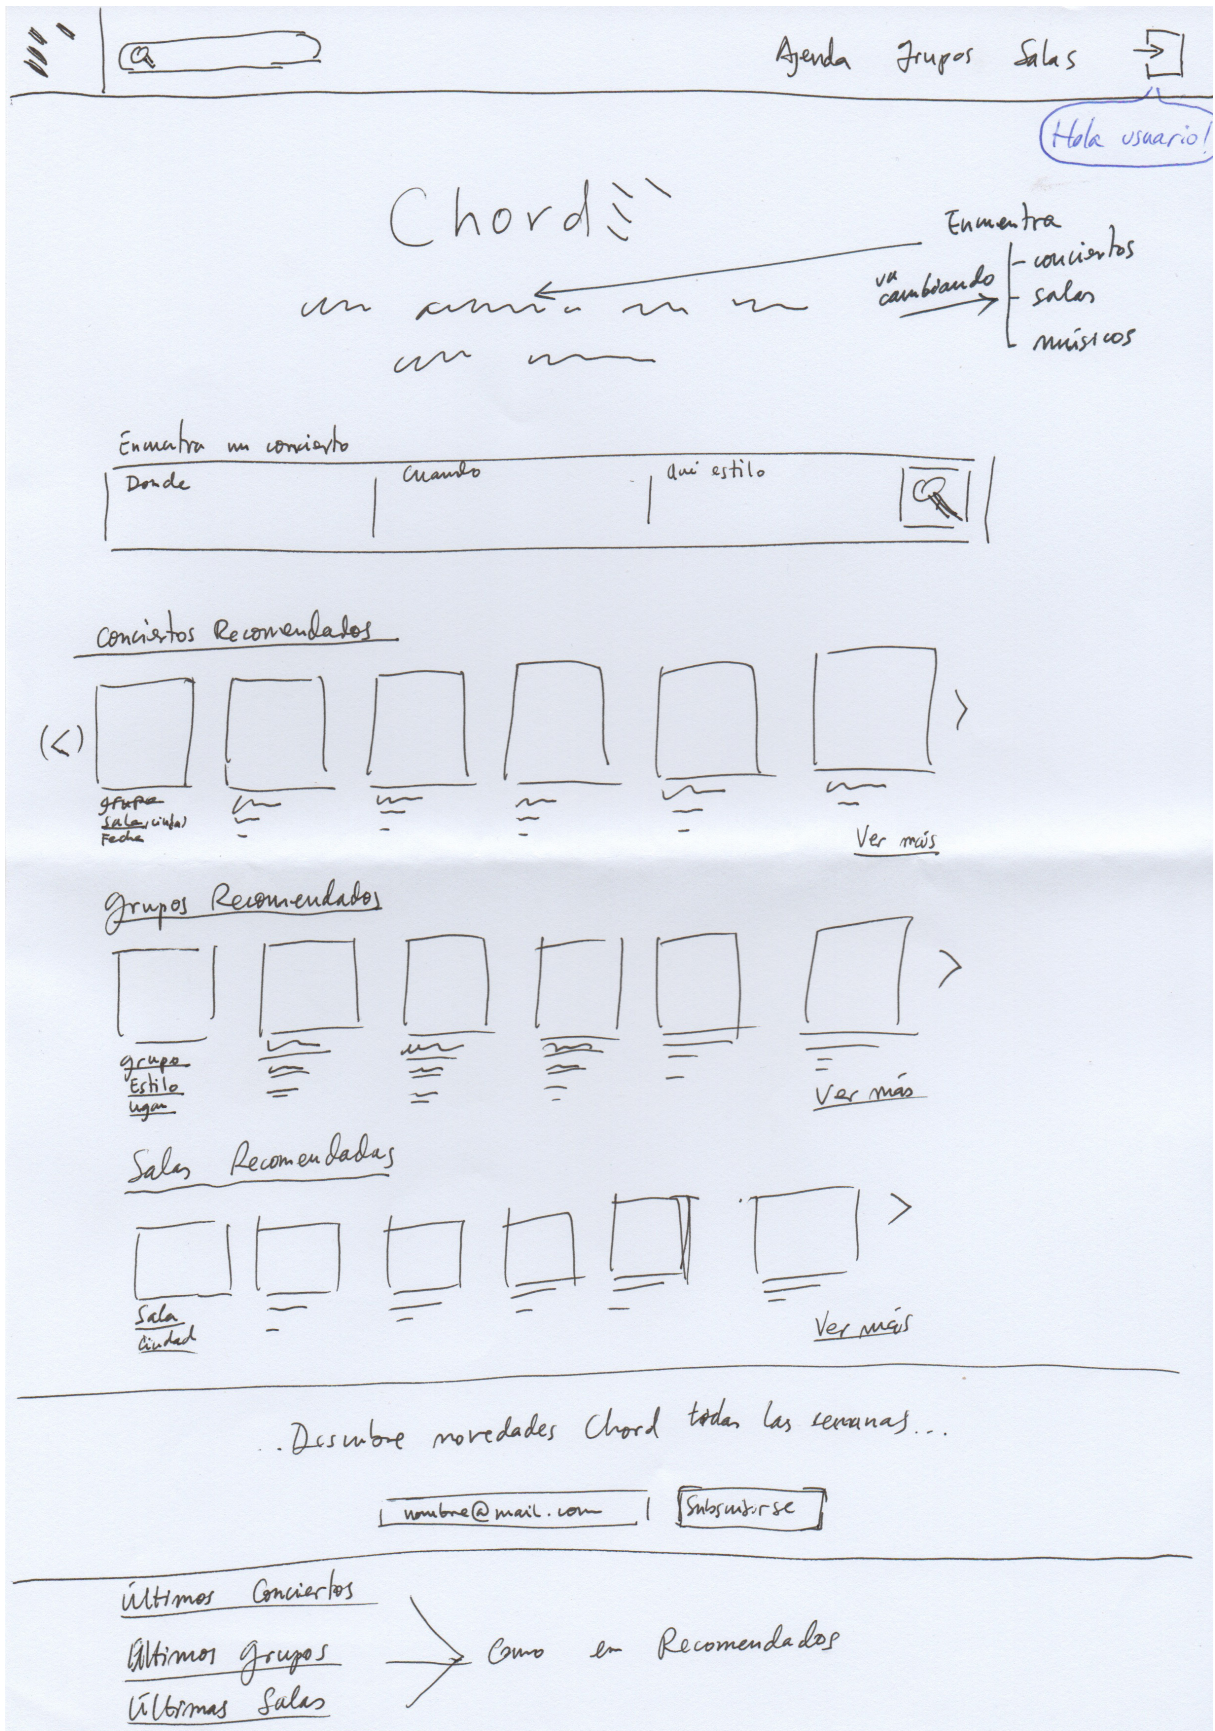 Agenda Grupos Salas
Hola usuario!
Chord
Encuentra
- conciertos
va cambiando
- salas
músicos
Encuentra un concierto
Donde
Cuando
Qué estilo
Conciertos Recomendados
(<)
>
grupo
Sala, ciudad
Fecha
Ver más
Grupos Recomendados
>
grupo
Estilo
lugar
Ver más
Salas Recomendadas
>
Sala
Ciudad
Ver más
...Descubre novedades Chord todas las semanas...
nombre@mail.com
Subscribirse
Últimos Conciertos
Últimos Grupos
Como en Recomendados
Últimas Salas